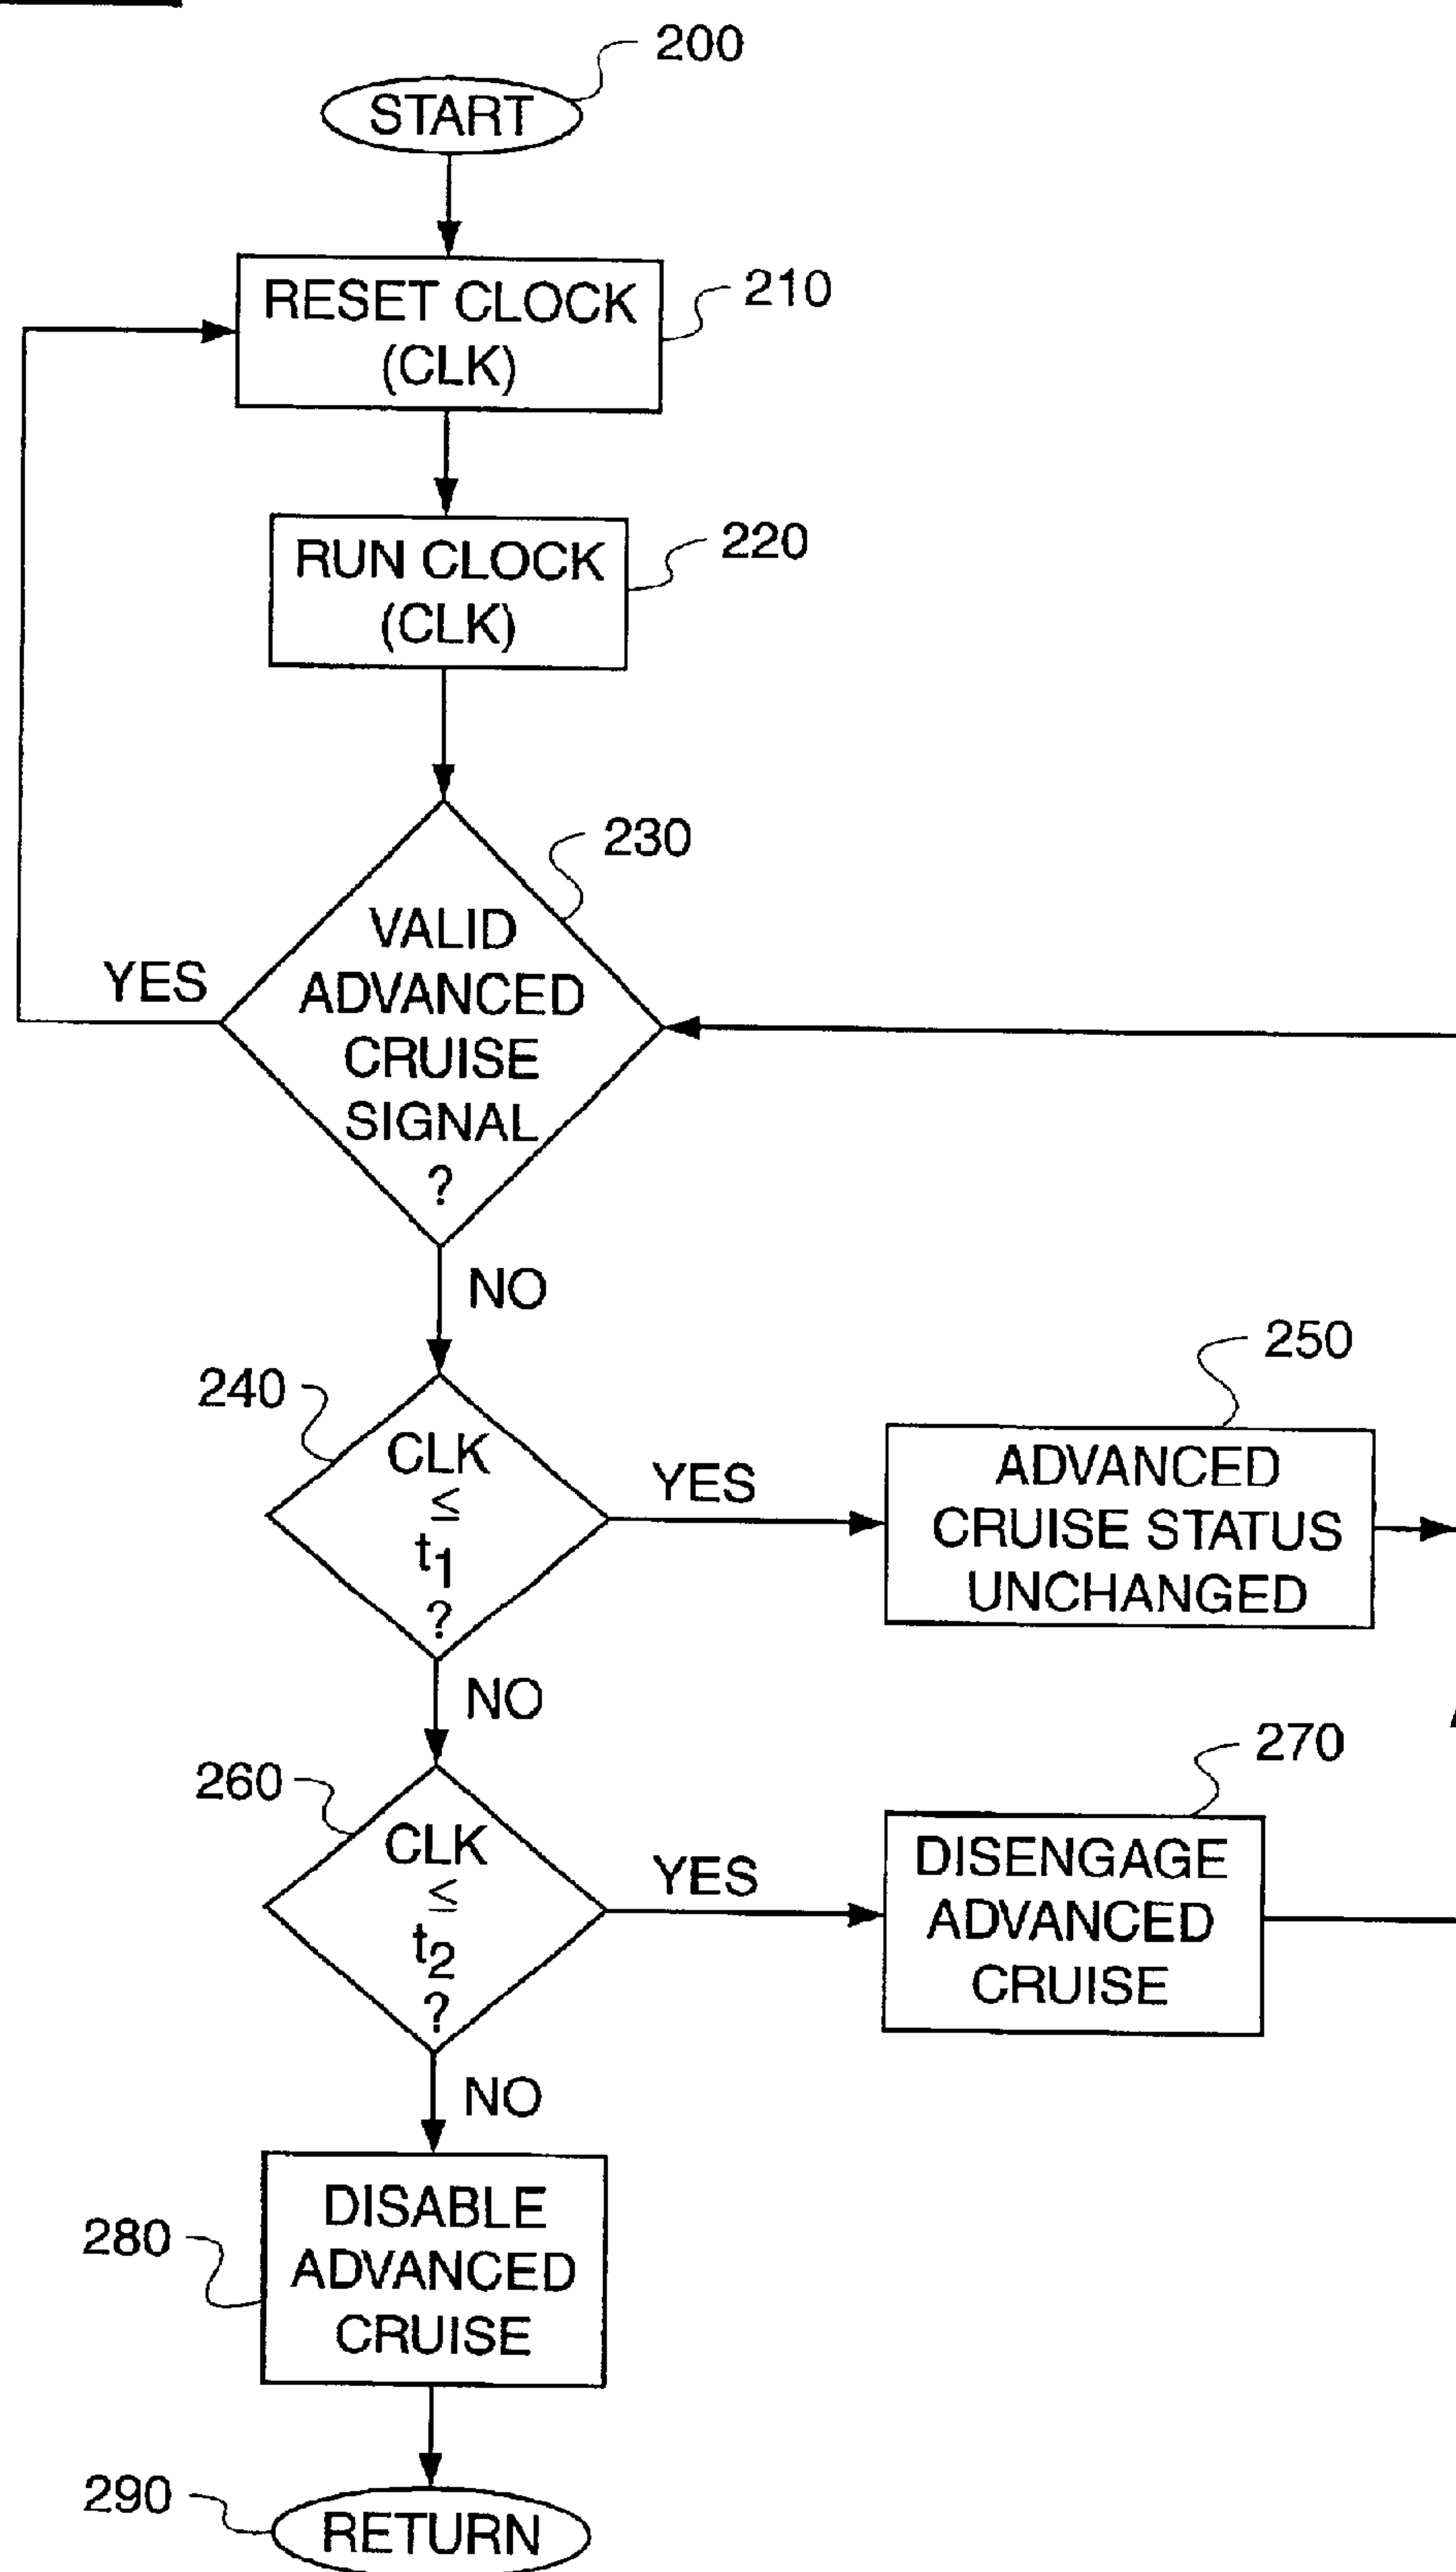 200
START
RESET CLOCK
(CLK)
210
RUN CLOCK
(CLK)
220
230
VALID
ADVANCED
CRUISE
SIGNAL
?
YES
NO
240
CLK
≤
t1
?
YES
250
ADVANCED
CRUISE STATUS
UNCHANGED
NO
260
CLK
≤
t2
?
YES
270
DISENGAGE
ADVANCED
CRUISE
NO
280
DISABLE
ADVANCED
CRUISE
290
RETURN